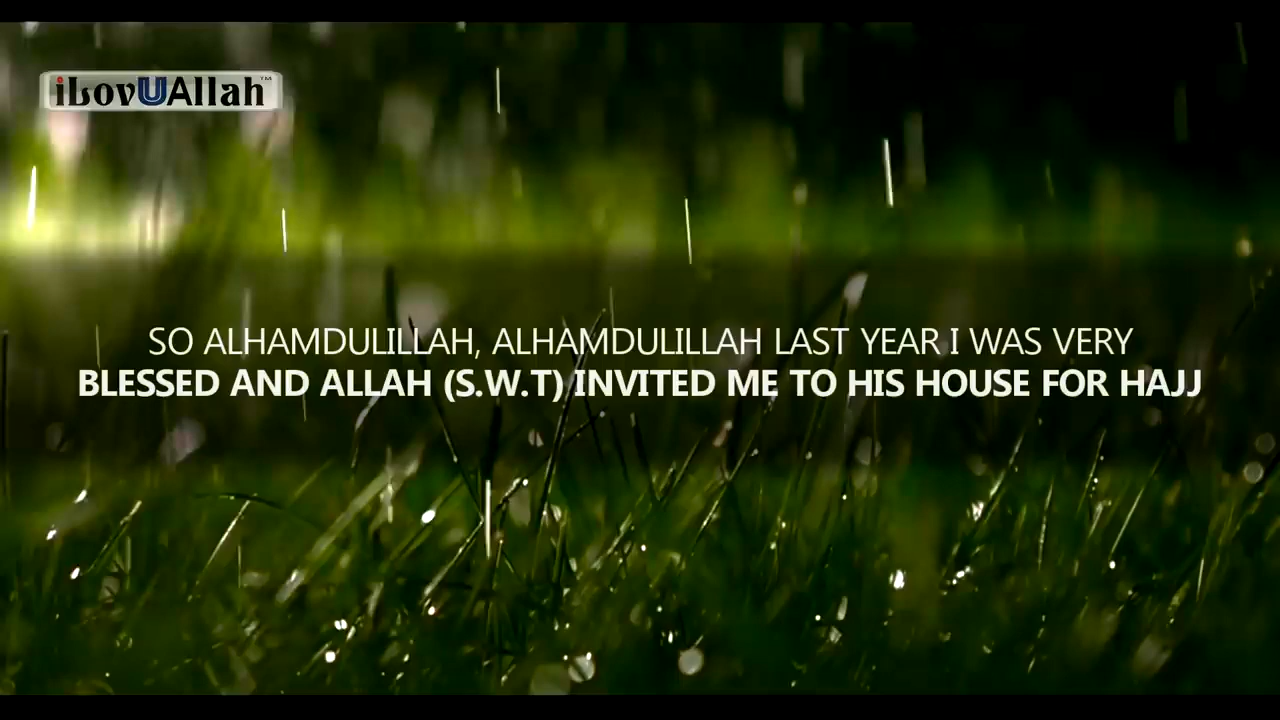 iLovUAllah™
SO ALHAMDULILLAH, ALHAMDULILLAH LAST YEAR I WAS VERY
BLESSED AND ALLAH (S.W.T) INVITED ME TO HIS HOUSE FOR HAJJ